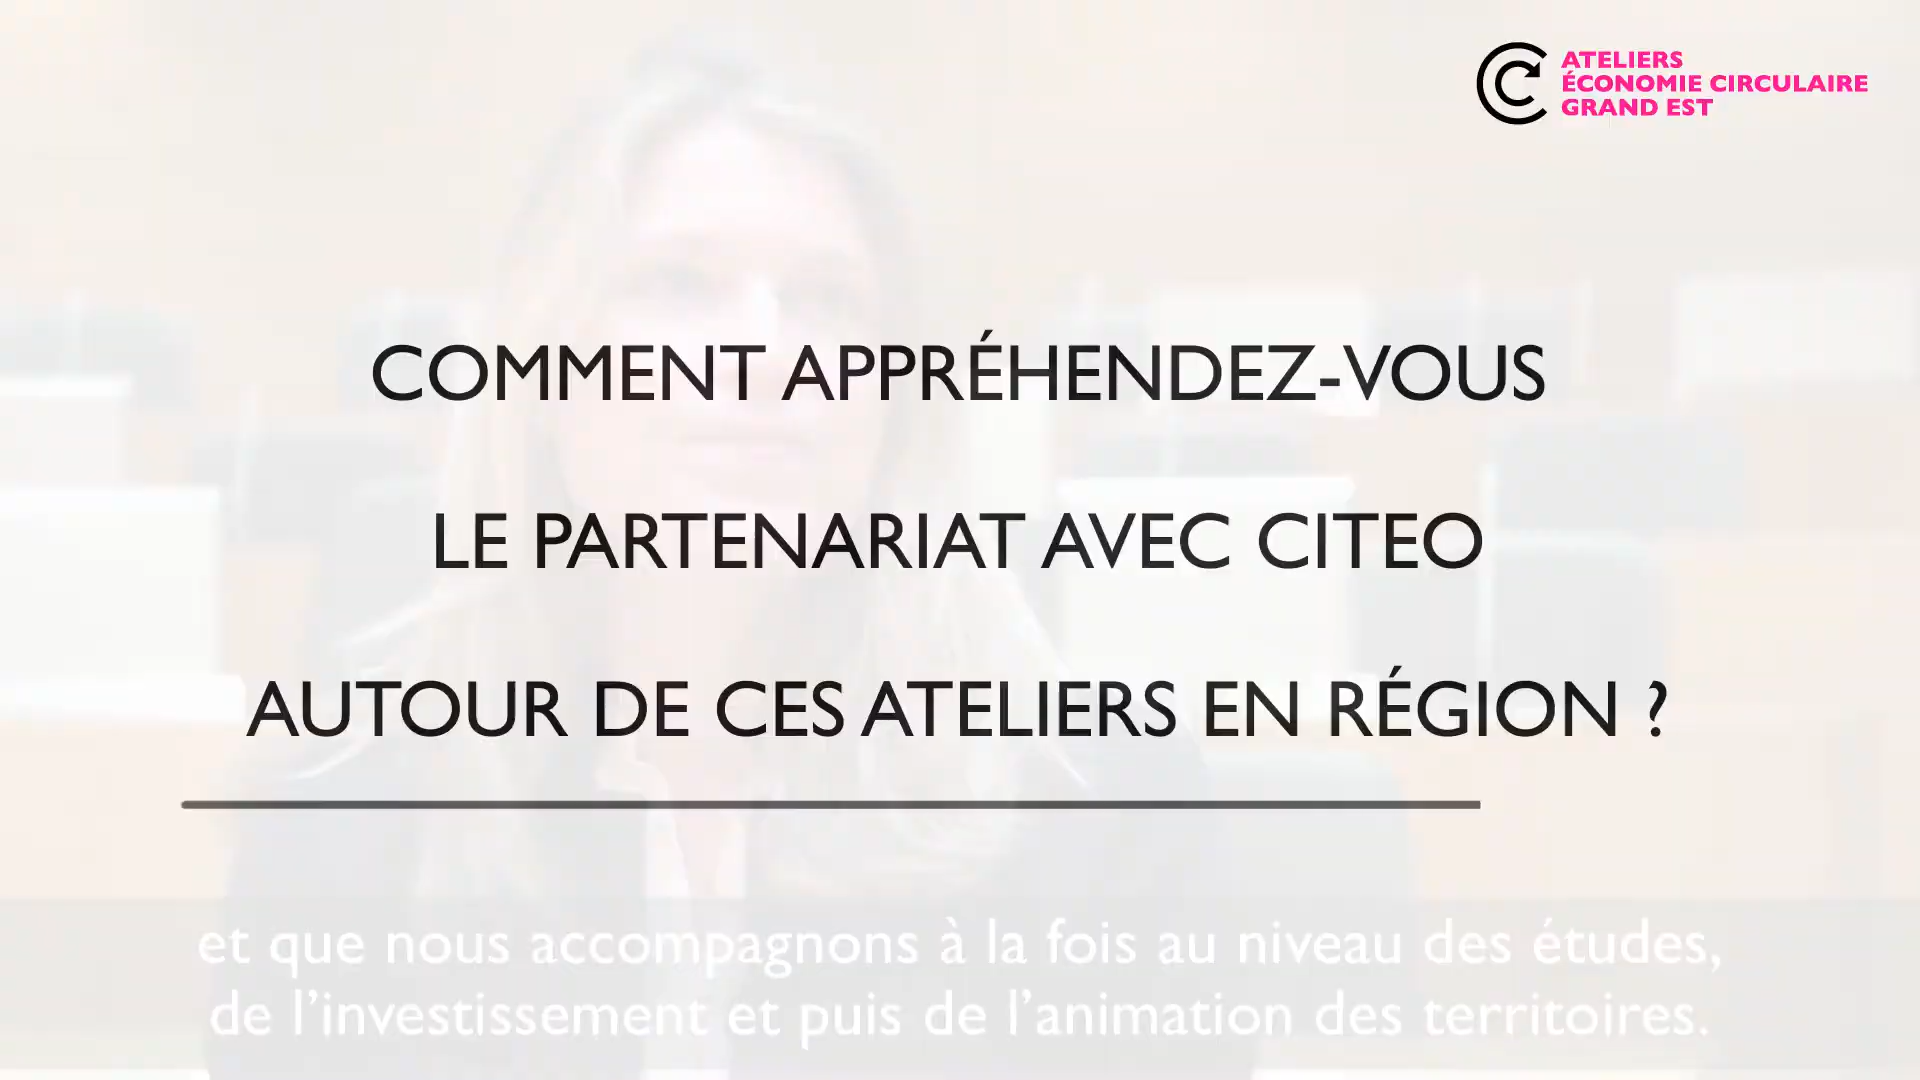 ATELIERS
ÉCONOMIE CIRCULAIRE
GRAND EST
COMMENT APPRÉHENDEZ-VOUS
LE PARTENARIAT AVEC CITEO
AUTOUR DE CES ATELIERS EN RÉGION ?
et que nous accompagnons à la fois au niveau des études,
de l'investissement et puis de l'animation des territoires.